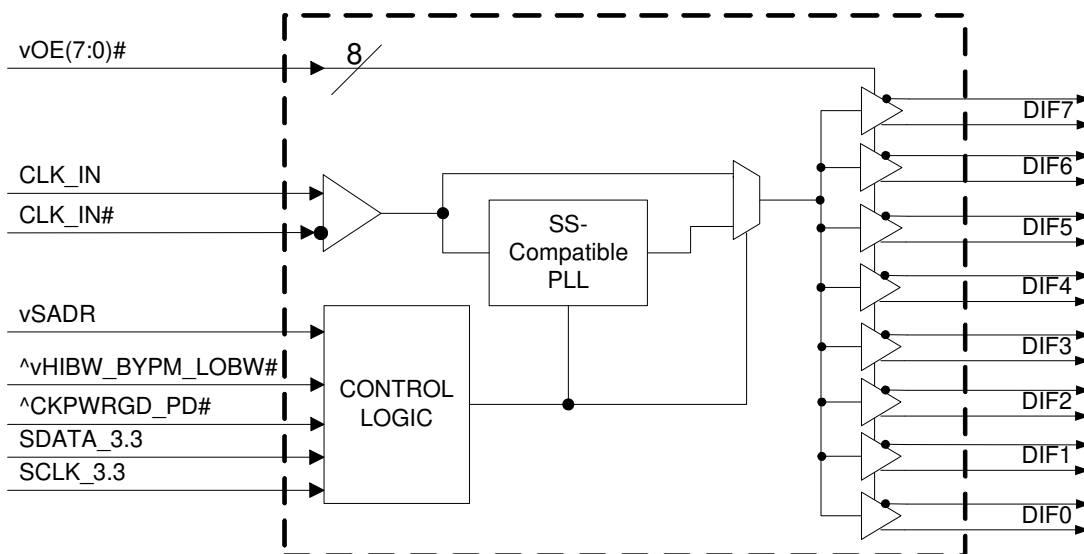 vOE(7:0)#
8
DIF7
CLK_IN
DIF6
CLK_IN#
SS-
Compatible
PLL
DIF5
DIF4
vSADR
DIF3
^vHIBW_BYPM_LOBW#
CONTROL
LOGIC
^CKPWRGD_PD#
DIF2
SDATA_3.3
DIF1
SCLK_3.3
DIF0